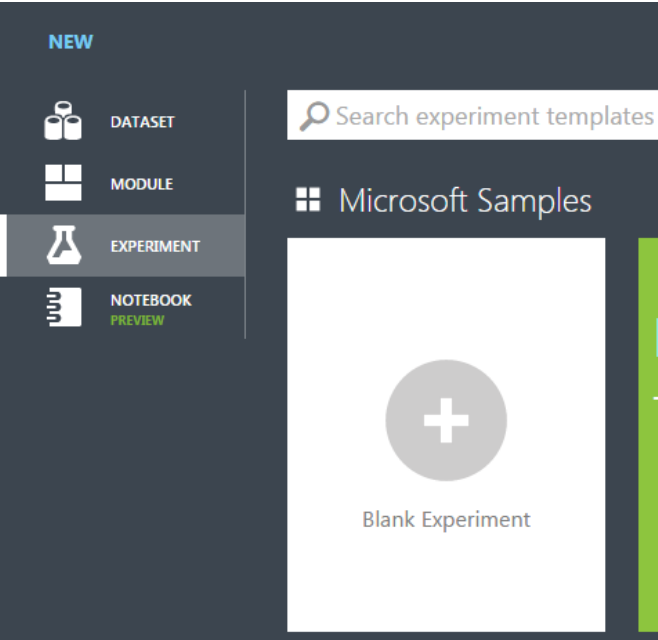 NEW
DATASET
MODULE
EXPERIMENT
NOTEBOOK
PREVIEW
Search experiment templates
Microsoft Samples
Blank Experiment